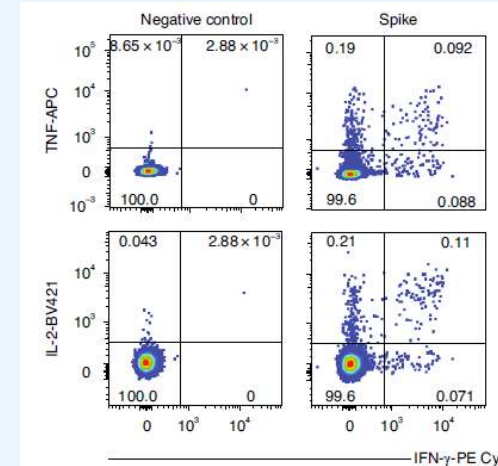 Negative control
Spike
8.65 × 10⁻³
2.88 × 10⁻³
0.19
0.092
10⁵
10⁴
10³
0
10⁻³
TNF-APC
100.0
0
99.6
0.088
0.043
2.88 × 10⁻³
0.21
0.11
10⁴
10³
0
IL-2-BV421
100.0
0
99.6
0.071
0 10³ 10⁴
0 10³ 10⁴
IFN-γ-PE Cy